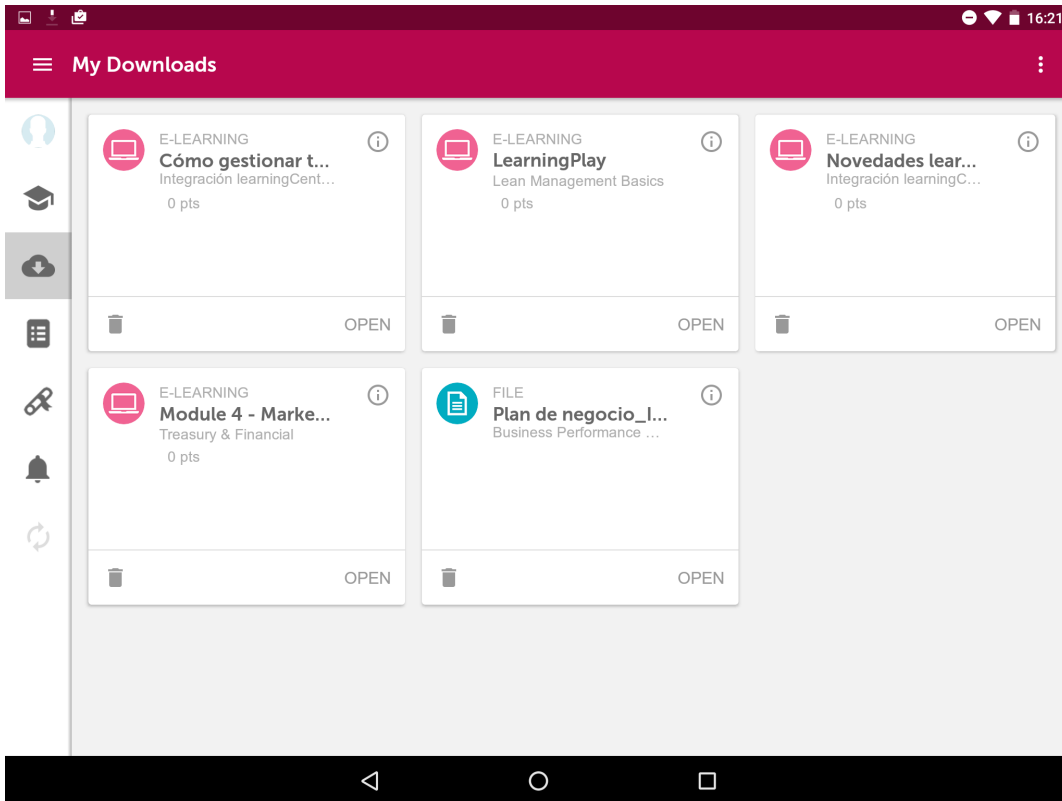 16:21
My Downloads
E-LEARNING
Cómo gestionar t...
Integración learningCent...
0 pts
OPEN
E-LEARNING
LearningPlay
Lean Management Basics
0 pts
OPEN
E-LEARNING
Novedades lear...
Integración learningC...
0 pts
OPEN
E-LEARNING
Module 4 - Marke...
Treasury & Financial
0 pts
OPEN
FILE
Plan de negocio_I...
Business Performance ...
OPEN